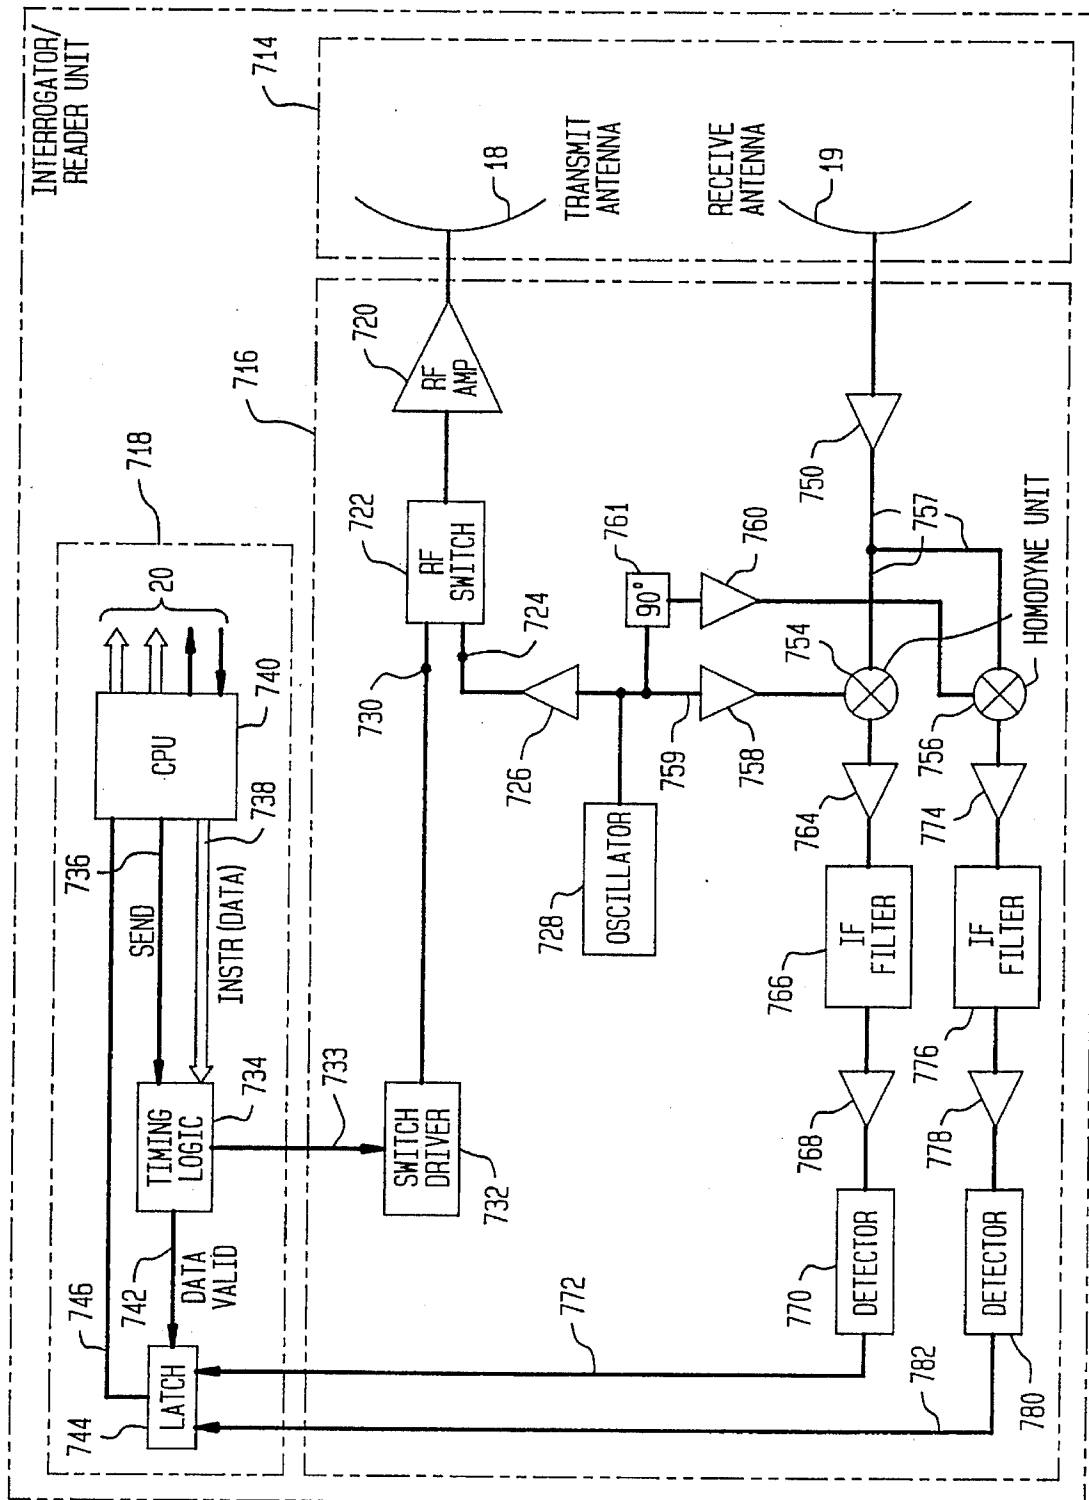 INTERROGATOR/
READER UNIT
714
18
TRANSMIT
ANTENNA
RECEIVE
ANTENNA
19
716
720
RF
AMP
722
RF
SWITCH
724
730
726
728
OSCILLATOR
761
90°
760
759
758
750
757
754
756
HOMODYNE UNIT
764
774
766
IF
FILTER
776
IF
FILTER
768
778
770
DETECTOR
780
DETECTOR
772
782
732
SWITCH
DRIVER
733
718
20
740
CPU
736
SEND
738
INSTR(DATA)
734
TIMING
LOGIC
742
DATA
VALID
746
744
LATCH